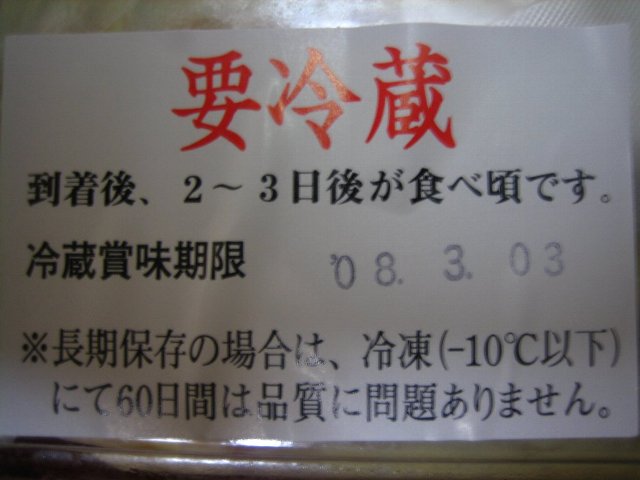 要冷蔵
到着後、２～３日後が食べ頃です。
冷蔵賞味期限 '08. 3. 03
※長期保存の場合は、冷凍(-10℃以下)
にて60日間は品質に問題ありません。